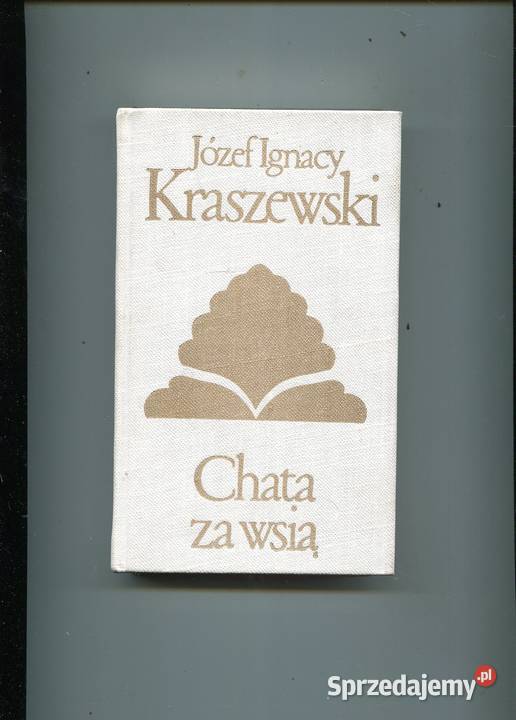 Józef Ignacy
Kraszewski
Chata
za wsią
Sprzedajemy.pl